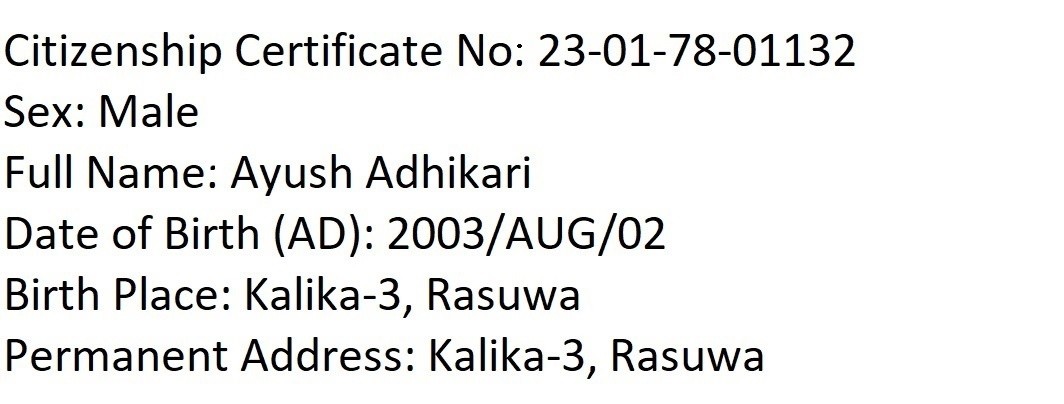 Citizenship Certificate No: 23-01-78-01132
Sex: Male
Full Name: Ayush Adhikari
Date of Birth (AD): 2003/AUG/02
Birth Place: Kalika-3, Rasuwa
Permanent Address: Kalika-3, Rasuwa